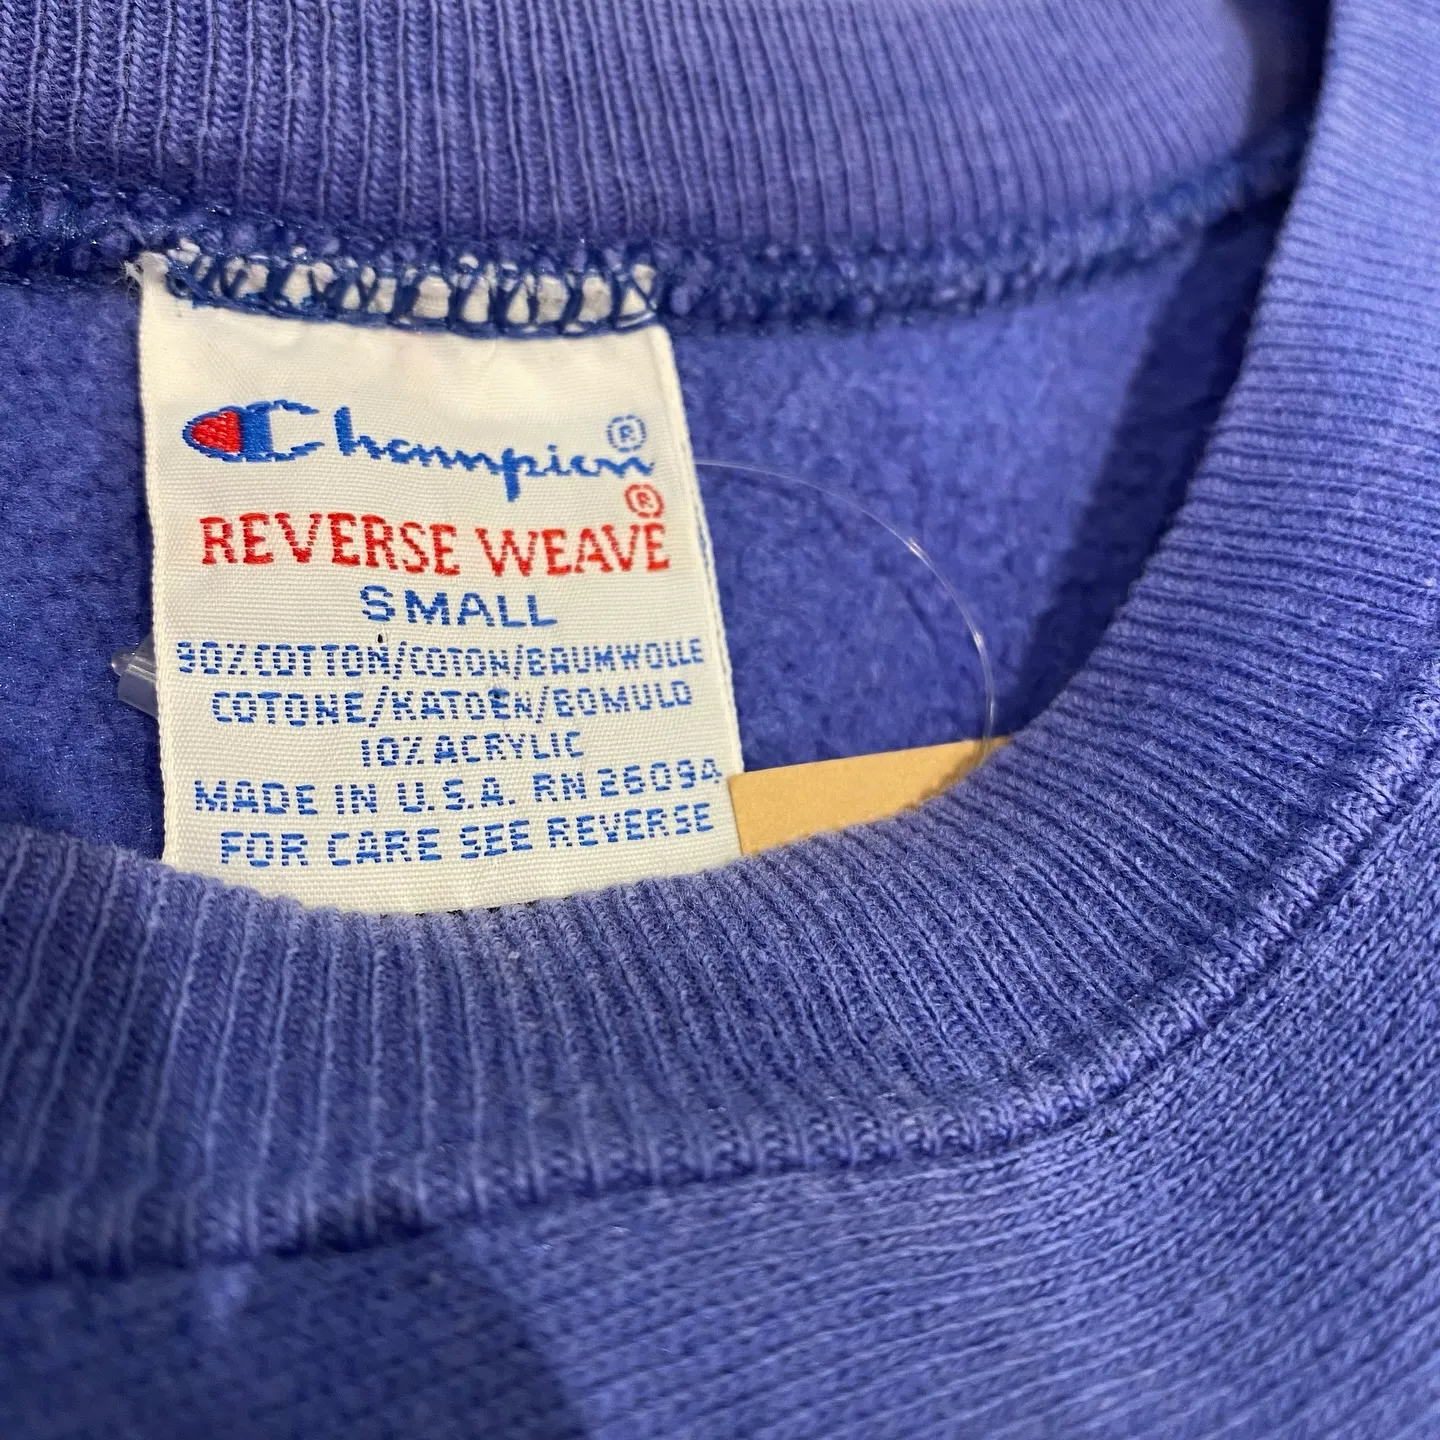 Champion ®
REVERSE WEAVE ®
SMALL
90% COTTON/COTON/BAUMWOLLE
COTONE/KATOEN/BOMULD
10% ACRYLIC
MADE IN U.S.A. RN 26094
FOR CARE SEE REVERSE